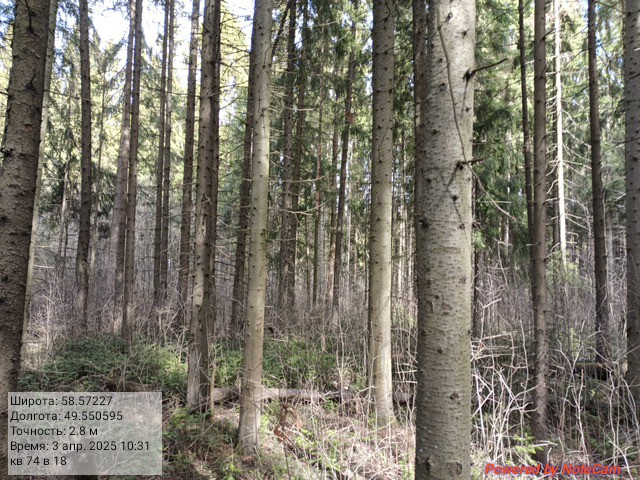 Широта: 58.57227
Долгота: 49.550595
Точность: 2.8 м
Время: 3 апр. 2025 10:31
кв 74 в 18
Powered by NoteCam